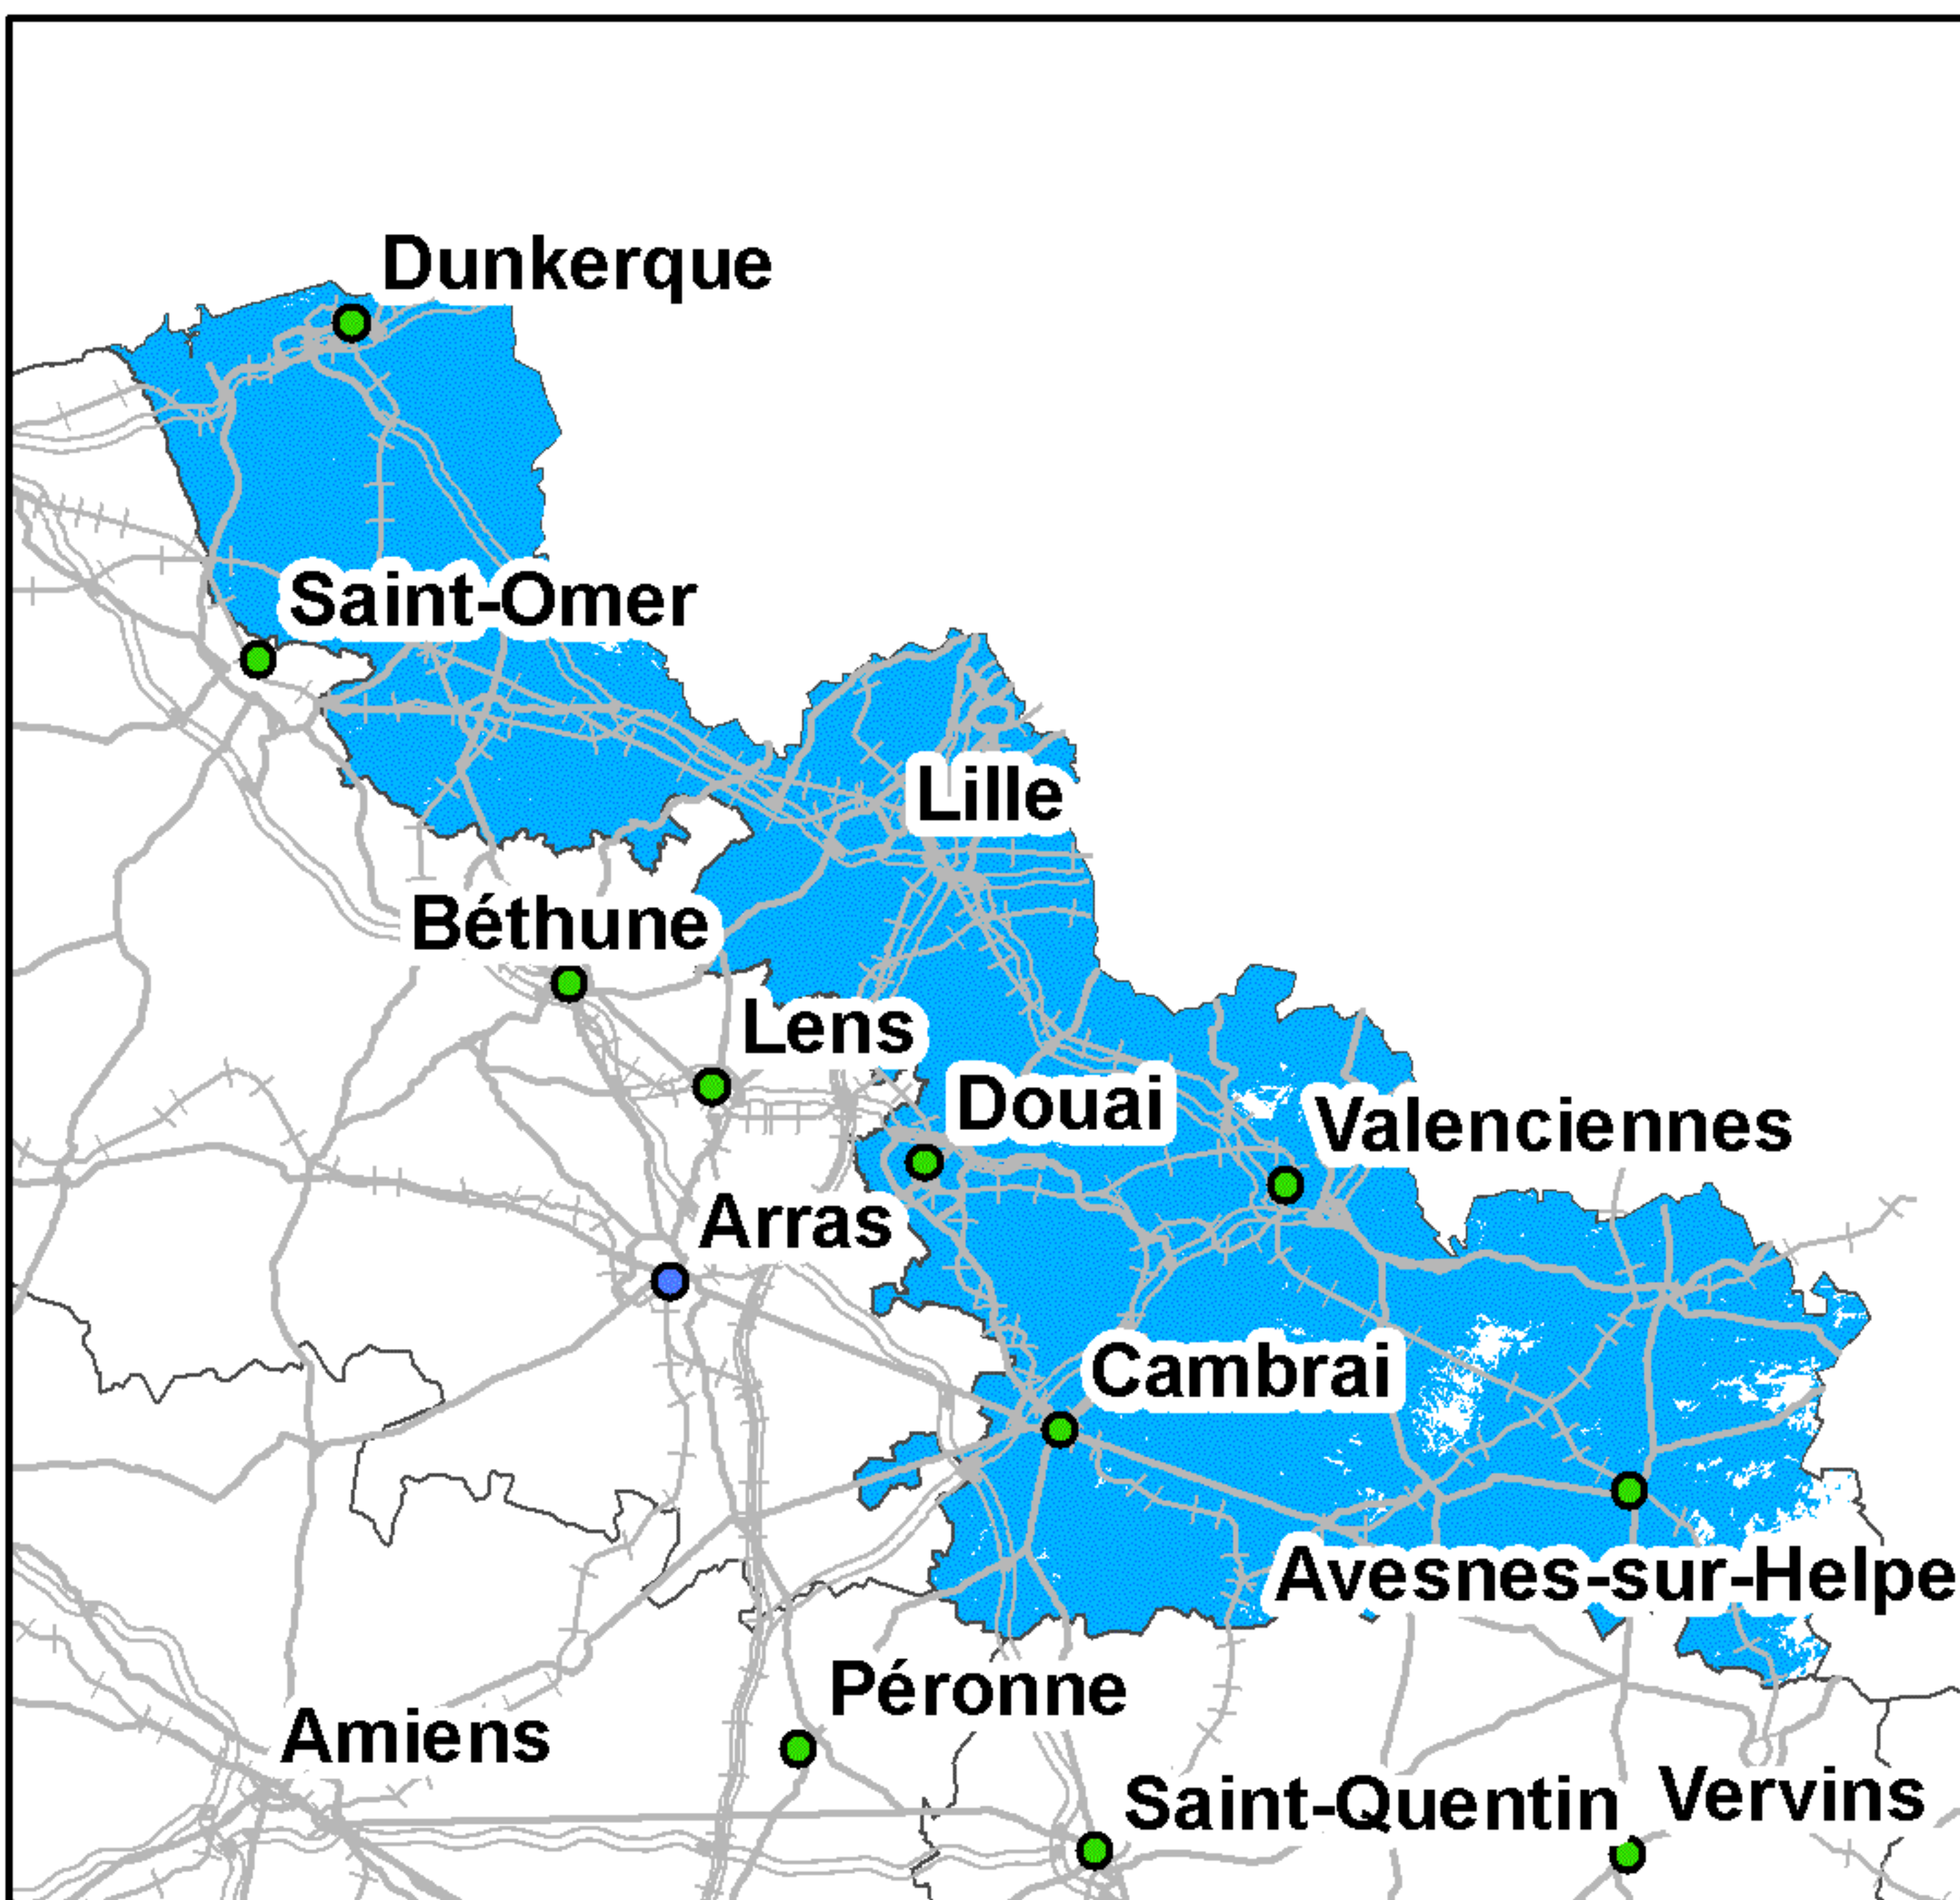 Dunkerque
Saint-Omer
Lille
Béthune
Lens
Douai
Valenciennes
Arras
Cambrai
Avesnes-sur-Helpe
Péronne
Amiens
Saint-Quentin
Vervins